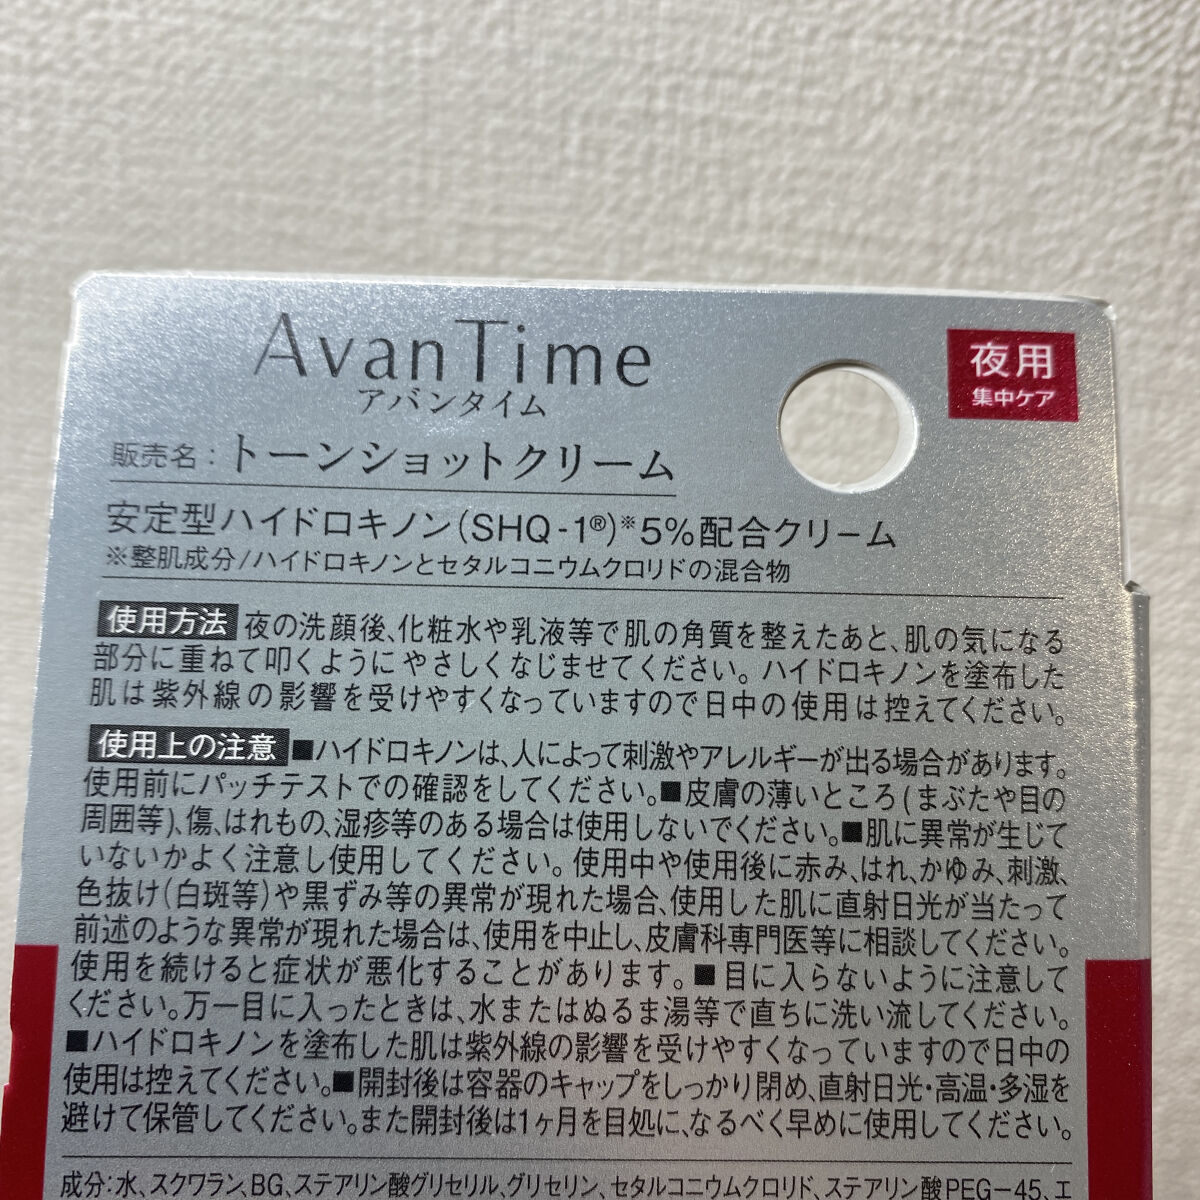 AvanTime
アバンタイム
夜用
集中ケア
販売名：トーンショットクリーム
安定型ハイドロキノン（SHQ-1®）※5%配合クリーム
※整肌成分/ハイドロキノンとセタルコニウムクロリドの混合物
使用方法 夜の洗顔後、化粧水や乳液等で肌の角質を整えたあと、肌の気になる
部分に重ねて叩くようにやさしくなじませてください。ハイドロキノンを塗布した
肌は紫外線の影響を受けやすくなっていますので日中の使用は控えてください。
使用上の注意 ■ハイドロキノンは、人によって刺激やアレルギーが出る場合があります。
使用前にパッチテストでの確認をしてください。■皮膚の薄いところ（まぶたや目の
周囲等）、傷、はれもの、湿疹等のある場合は使用しないでください。■肌に異常が生じて
いないかよく注意し使用してください。使用中や使用後に赤み、はれ、かゆみ、刺激、
色抜け（白斑等）や黒ずみ等の異常が現れた場合、使用した肌に直射日光が当たって
前述のような異常が現れた場合は、使用を中止し、皮膚科専門医等に相談してください。
使用を続けると症状が悪化することがあります。■目に入らないように注意して
ください。万一目に入ったときは、水またはぬるま湯等で直ちに洗い流してください。
■ハイドロキノンを塗布した肌は紫外線の影響を受けやすくなっていますので日中の
使用は控えてください。■開封後は容器のキャップをしっかり閉め、直射日光・高温・多湿を
避けて保管してください。また開封後は1ヶ月を目処に、なるべく早めに使用してください。
成分：水、スクワラン、BG、ステアリン酸グリセリル、グリセリン、セタルコニウムクロリド、ステアリン酸PEG-45、エ